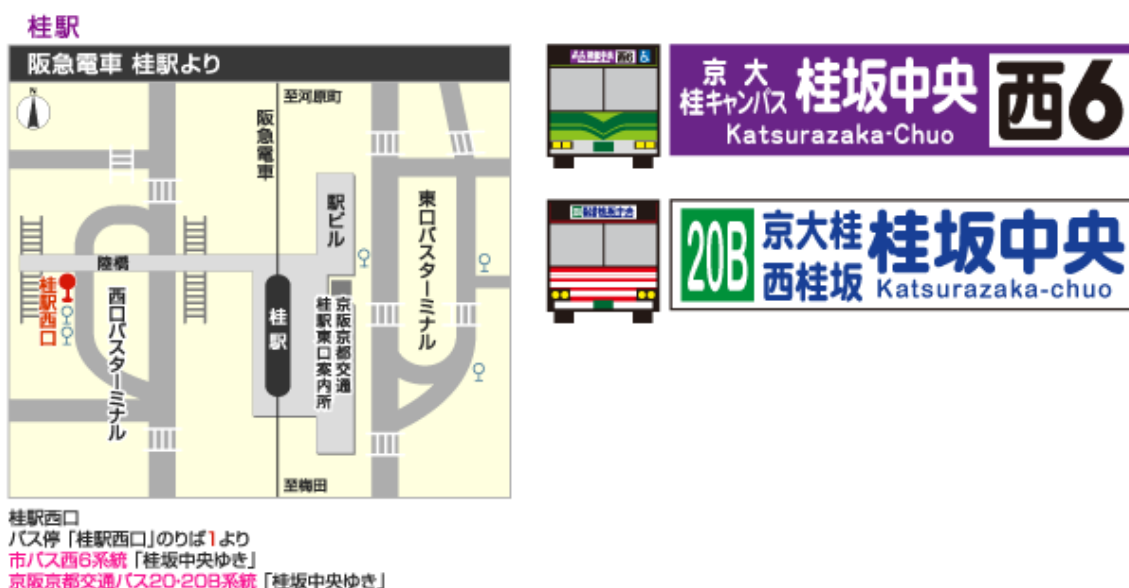 桂駅
阪急電車 桂駅より
N
至河原町
阪急電車
駅ビル
東口バスターミナル
陸橋
桂駅西口
西口バスターミナル
桂駅
京阪京都交通
桂駅東口案内所
至梅田
桂駅西口
バス停「桂駅西口」のりば1より
市バス西6系統「桂坂中央ゆき」
京阪京都交通バス20・20B系統「桂坂中央ゆき」
京大
桂キャンパス
桂坂中央
Katsurazaka-Chuo
西6
20B
京大桂
西桂坂
桂坂中央
Katsurazaka-chuo